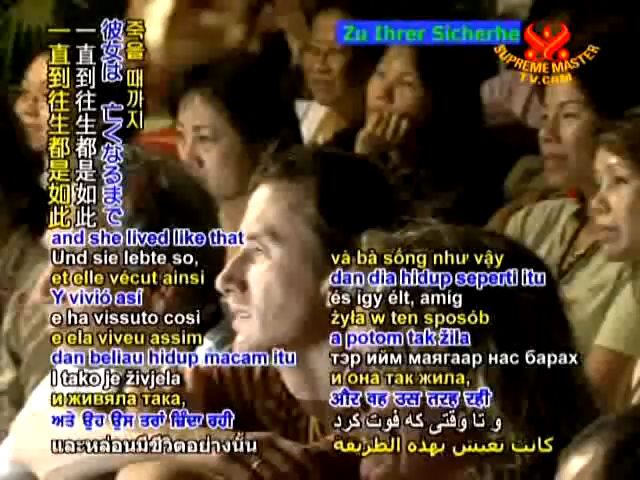 Zu Ihrer Sicherhe
SUPREME MASTER
TV.COM
죽을 때까지
彼女は 亡くなるまで
一直到往生都是如此
一直到往生都是如此
and she lived like that
Und sie lebte so,
et elle vécut ainsi
Y vivió así
e ha vissuto così
e ela viveu assim
dan beliau hidup macam itu
I tako je živjela
и живяла така,
ਅਤੇ ਉਹ ਉਸ ਤਰਾਂ ਜ਼ਿੰਦਾ ਰਹੀ
และหล่อนมีชีวิตอย่างนั้น
và bà sống như vậy
dan dia hidup seperti itu
és így élt, amíg
żyła w ten sposób
a potom tak žila
тэр ийм маягаар нас барах
и она так жила,
और वह उस तरह रही
و تا وقتی که فوت کرد
كانت تعيش بهذه الطريقة